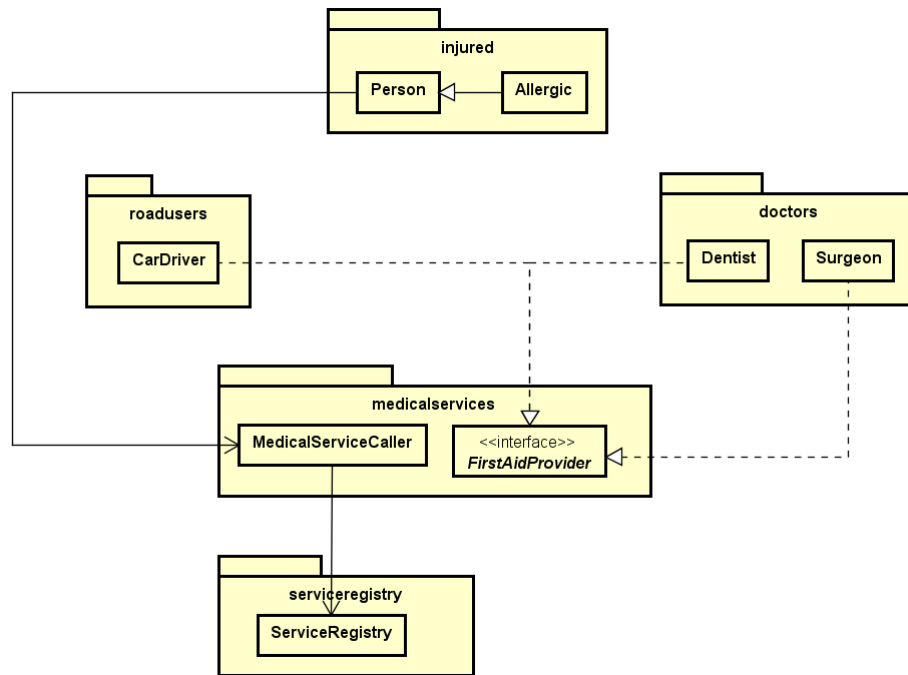 injured
Person
Allergic
roadusers
CarDriver
doctors
Dentist
Surgeon
medicalservices
MedicalServiceCaller
<<interface>>
FirstAidProvider
serviceregistry
ServiceRegistry